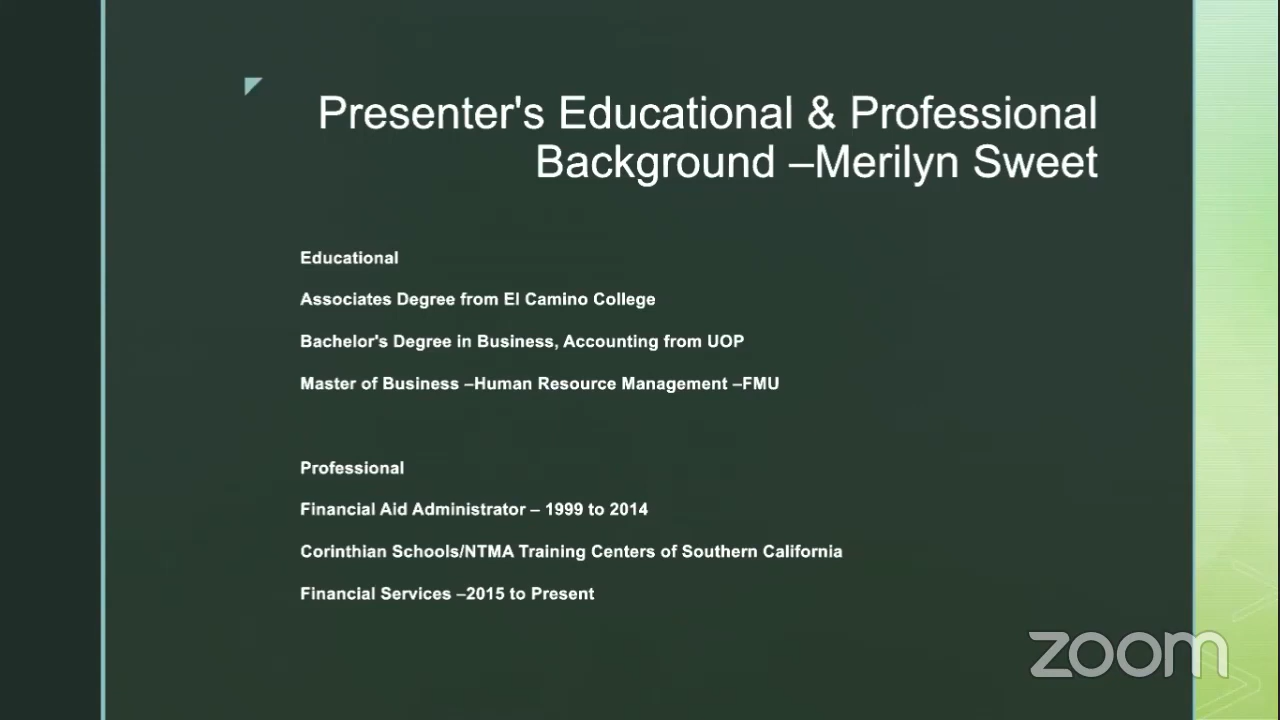 Presenter's Educational & Professional
Background –Merilyn Sweet
Educational
Associates Degree from El Camino College
Bachelor's Degree in Business, Accounting from UOP
Master of Business –Human Resource Management –FMU
Professional
Financial Aid Administrator – 1999 to 2014
Corinthian Schools/NTMA Training Centers of Southern California
Financial Services –2015 to Present
zoom